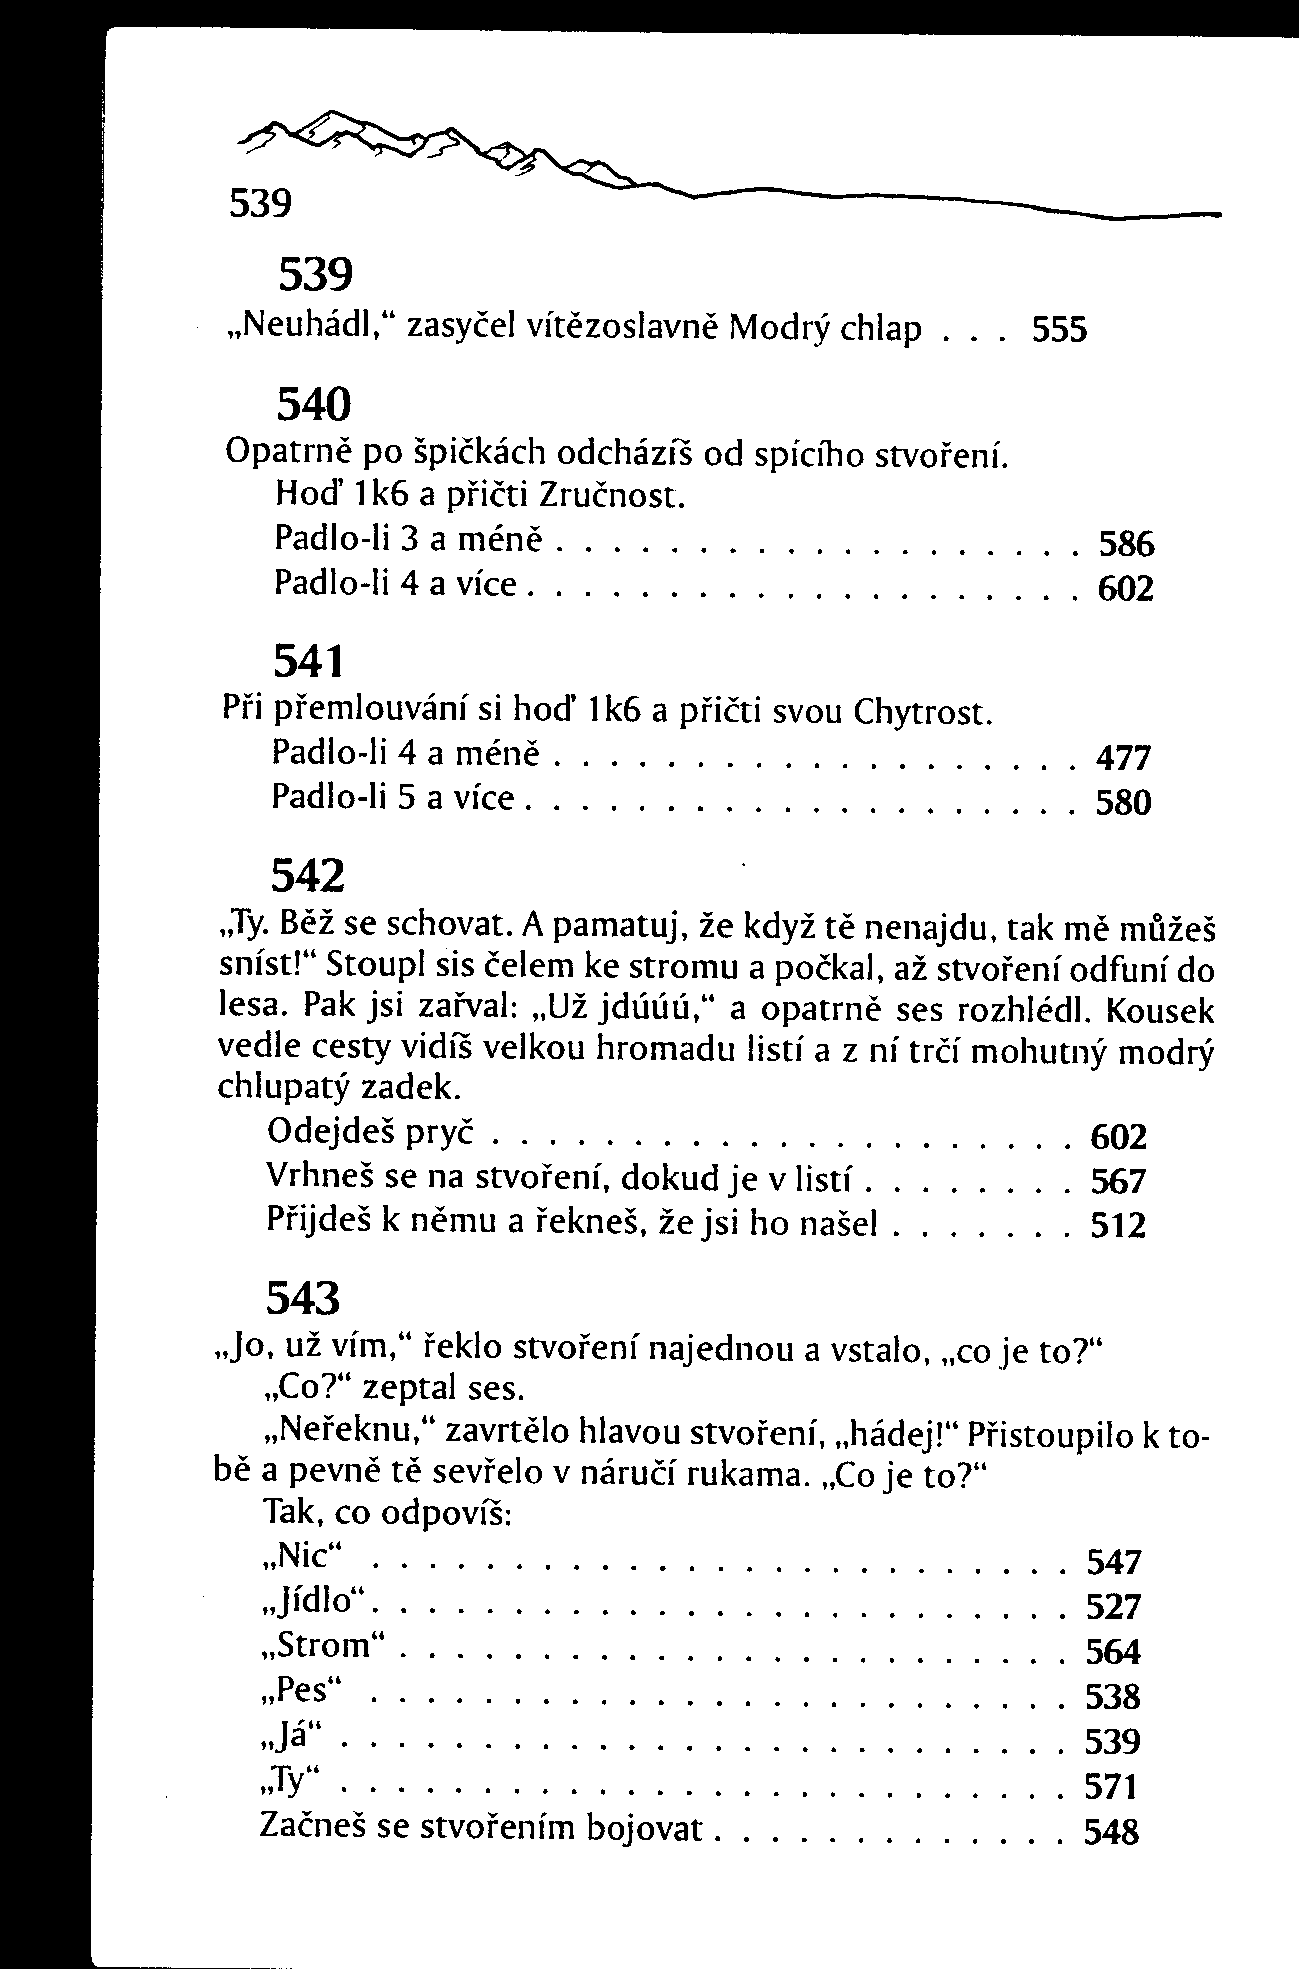 539
539
„Neuhádl,“ zasyčel vítězoslavně Modrý chlap . . . 555
540
Opatrně po špičkách odcházíš od spícího stvoření.
Hoď 1k6 a přičti Zručnost.
Padlo-li 3 a méně . . . . . . . . . . . . . . . . . . . 586
Padlo-li 4 a více . . . . . . . . . . . . . . . . . . . . 602
541
Při přemlouvání si hoď 1k6 a přičti svou Chytrost.
Padlo-li 4 a méně . . . . . . . . . . . . . . . . . . . 477
Padlo-li 5 a více . . . . . . . . . . . . . . . . . . . . 580
542
„Ty. Běž se schovat. A pamatuj, že když tě nenajdu, tak mě můžeš
sníst!“ Stoupl sis čelem ke stromu a počkal, až stvoření odfuní do
lesa. Pak jsi zařval: „Už jdúúú,“ a opatrně ses rozhlédl. Kousek
vedle cesty vidíš velkou hromadu listí a z ní trčí mohutný modrý
chlupatý zadek.
Odejdeš pryč . . . . . . . . . . . . . . . . . . . . . 602
Vrhneš se na stvoření, dokud je v listí . . . . . . . . 567
Přijdeš k němu a řekneš, že jsi ho našel . . . . . . . 512
543
„Jo, už vím,“ řeklo stvoření najednou a vstalo, „co je to?“
„Co?“ zeptal ses.
„Neřeknu,“ zavrtělo hlavou stvoření, „hádej!“ Přistoupilo k to-
bě a pevně tě sevřelo v náručí rukama. „Co je to?“
Tak, co odpovíš:
„Nic“ . . . . . . . . . . . . . . . . . . . . . . . . . 547
„Jídlo“ . . . . . . . . . . . . . . . . . . . . . . . . . 527
„Strom“ . . . . . . . . . . . . . . . . . . . . . . . . 564
„Pes“ . . . . . . . . . . . . . . . . . . . . . . . . . 538
„Já“ . . . . . . . . . . . . . . . . . . . . . . . . . . 539
„Ty“ . . . . . . . . . . . . . . . . . . . . . . . . . . 571
Začneš se stvořením bojovat . . . . . . . . . . . . . 548